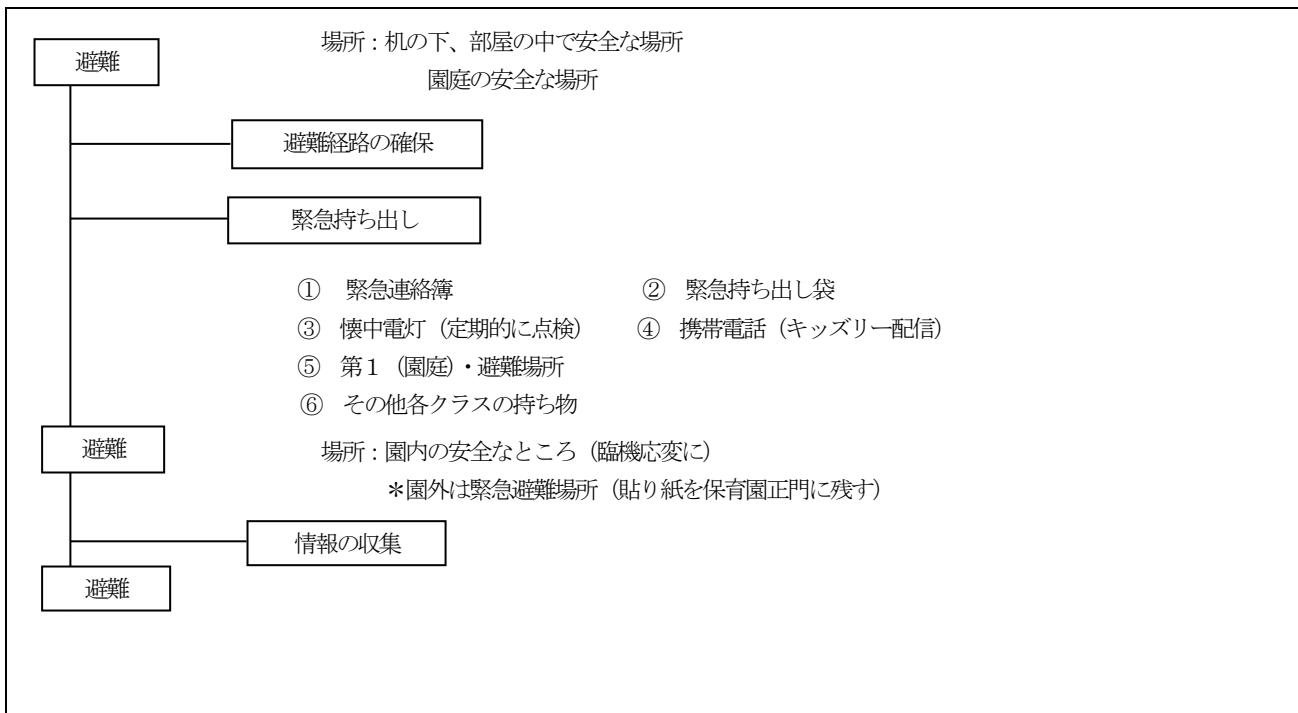 場所：机の下、部屋の中で安全な場所
避難
園庭の安全な場所
避難経路の確保
緊急持ち出し
① 緊急連絡簿 ② 緊急持ち出し袋
③ 懐中電灯（定期的に点検） ④ 携帯電話（キッズリー配信）
⑤ 第１（園庭）・避難場所
⑥ その他各クラスの持ち物
避難 場所：園内の安全なところ（臨機応変に）
＊園外は緊急避難場所（貼り紙を保育園正門に残す）
情報の収集
避難